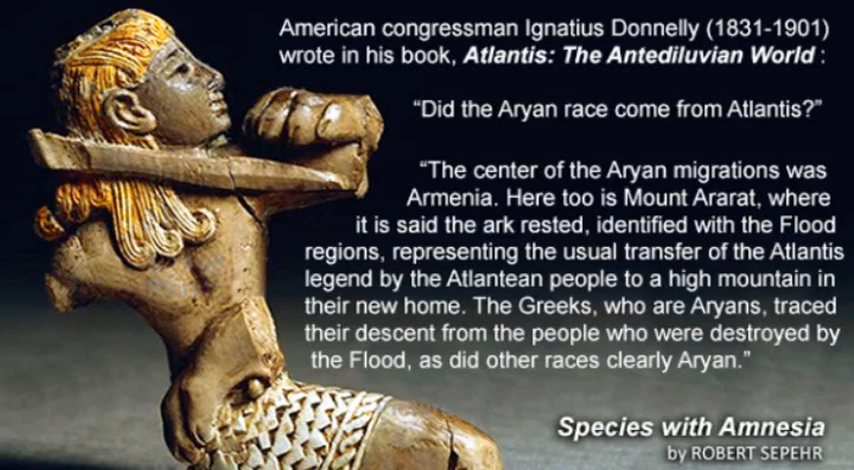 American congressman Ignatius Donnelly (1831-1901)
wrote in his book, Atlantis: The Antediluvian World :
“Did the Aryan race come from Atlantis?”
“The center of the Aryan migrations was
Armenia. Here too is Mount Ararat, where
it is said the ark rested, identified with the Flood
regions, representing the usual transfer of the Atlantis
legend by the Atlantean people to a high mountain in
their new home. The Greeks, who are Aryans, traced
their descent from the people who were destroyed by
the Flood, as did other races clearly Aryan.”
Species with Amnesia
by ROBERT SEPEHR